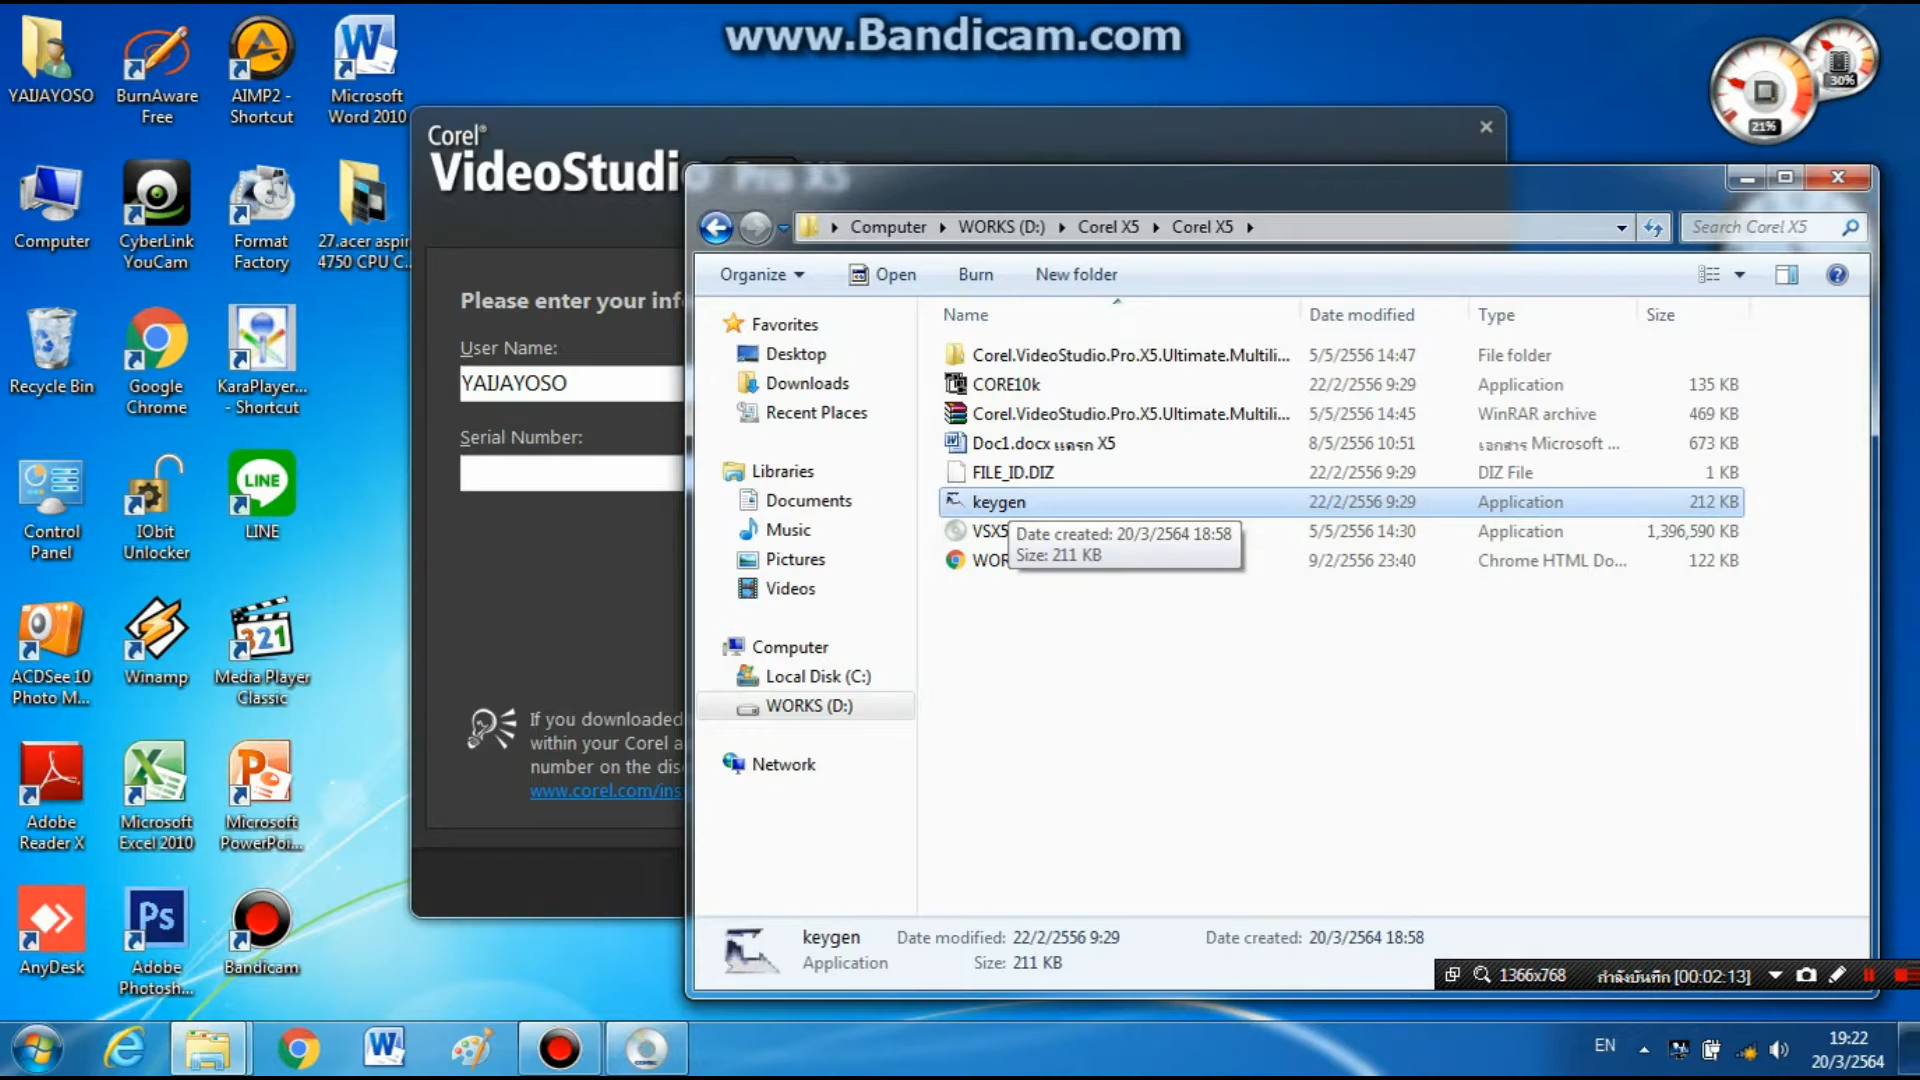 www.Bandicam.com
YAIJAYOSO
BurnAware
Free
AIMP2 -
Shortcut
Microsoft
Word 2010
30%
21%
Corel®
VideoStudio Pro X5
Computer
CyberLink
YouCam
Format
Factory
27.acer aspir
4750 CPU C...
Computer
WORKS (D:)
Corel X5
Corel X5
Search Corel X5
Organize
Open
Burn
New folder
Please enter your inf
User Name:
YAIJAYOSO
Serial Number:
If you downloaded
within your Corel a
number on the dis
www.corel.com/ins
Recycle Bin
Google
Chrome
KaraPlayer...
- Shortcut
Control
Panel
IObit
Unlocker
LINE
LINE
ACDSee 10
Photo M...
Winamp
321
Media Player
Classic
Adobe
Reader X
Microsoft
Excel 2010
Microsoft
PowerPoi...
AnyDesk
Ps
Adobe
Photosh...
Bandicam
Favorites
Desktop
Downloads
Recent Places
Libraries
Documents
Music
Pictures
Videos
Computer
Local Disk (C:)
WORKS (D:)
Network
Name Date modified Type Size
Corel.VideoStudio.Pro.X5.Ultimate.Multili... 5/5/2556 14:47 File folder
CORE10k 22/2/2556 9:29 Application 135 KB
Corel.VideoStudio.Pro.X5.Ultimate.Multili... 5/5/2556 14:45 WinRAR archive 469 KB
Doc1.docx แครก X5 8/5/2556 10:51 เอกสาร Microsoft ... 673 KB
FILE_ID.DIZ 22/2/2556 9:29 DIZ File 1 KB
keygen 22/2/2556 9:29 Application 212 KB
VSX5 5/5/2556 14:30 Application 1,396,590 KB
WOR 9/2/2556 23:40 Chrome HTML Do... 122 KB
Date created: 20/3/2564 18:58
Size: 211 KB
keygen Date modified: 22/2/2556 9:29 Date created: 20/3/2564 18:58
Application Size: 211 KB
1366x768 กำลังบันทึก [00:02:13]
EN
19:22
20/3/2564